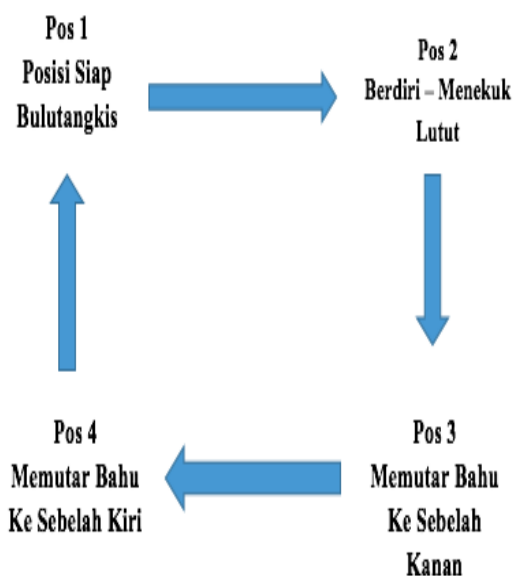 Pos 1
Posisi Siap
Bulutangkis
Pos 2
Berdiri – Menekuk
Lutut
Pos 3
Memutar Bahu
Ke Sebelah
Kanan
Pos 4
Memutar Bahu
Ke Sebelah Kiri